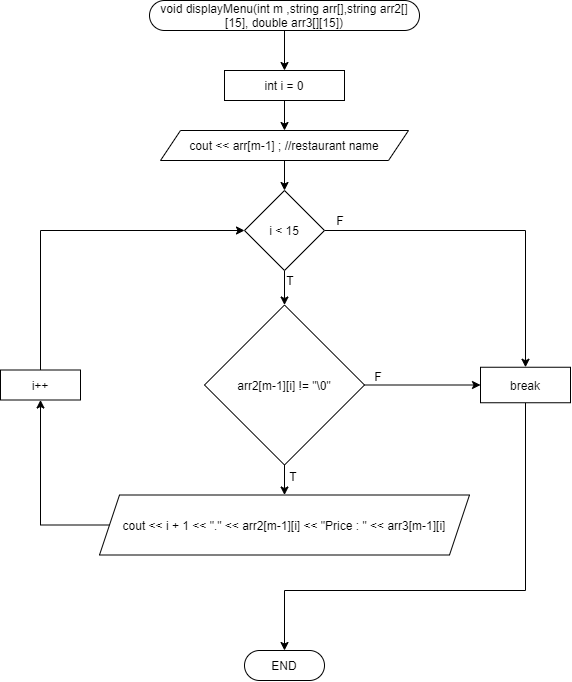 void displayMenu(int m ,string arr[],string arr2[]
[15], double arr3[][15])
int i = 0
cout << arr[m-1] ; //restaurant name
i < 15
F
T
arr2[m-1][i] != "\0"
F
i++
break
T
cout << i + 1 << "." << arr2[m-1][i] << "Price : " << arr3[m-1][i]
END